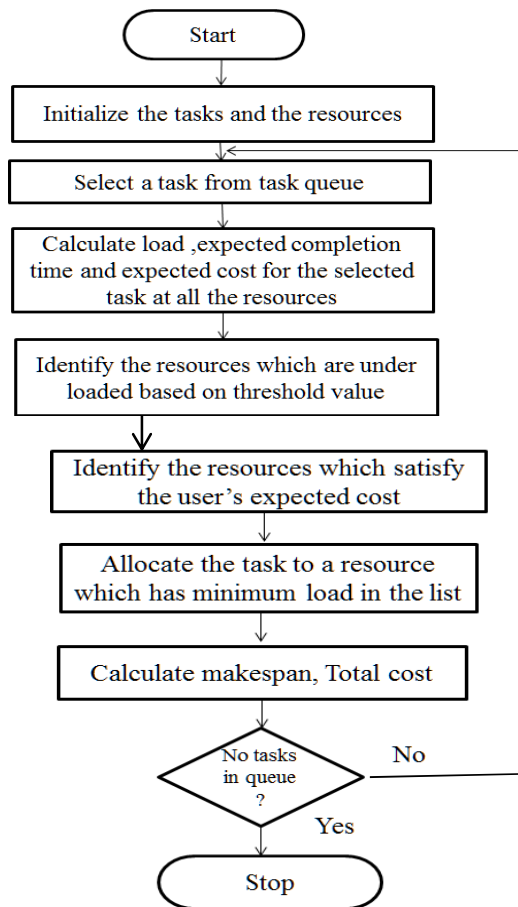 Start
Initialize the tasks and the resources
Select a task from task queue
Calculate load ,expected completion
time and expected cost for the selected
task at all the resources
Identify the resources which are under
loaded based on threshold value
Identify the resources which satisfy
the user’s expected cost
Allocate the task to a resource
which has minimum load in the list
Calculate makespan, Total cost
No tasks
in queue
?
No
Yes
Stop